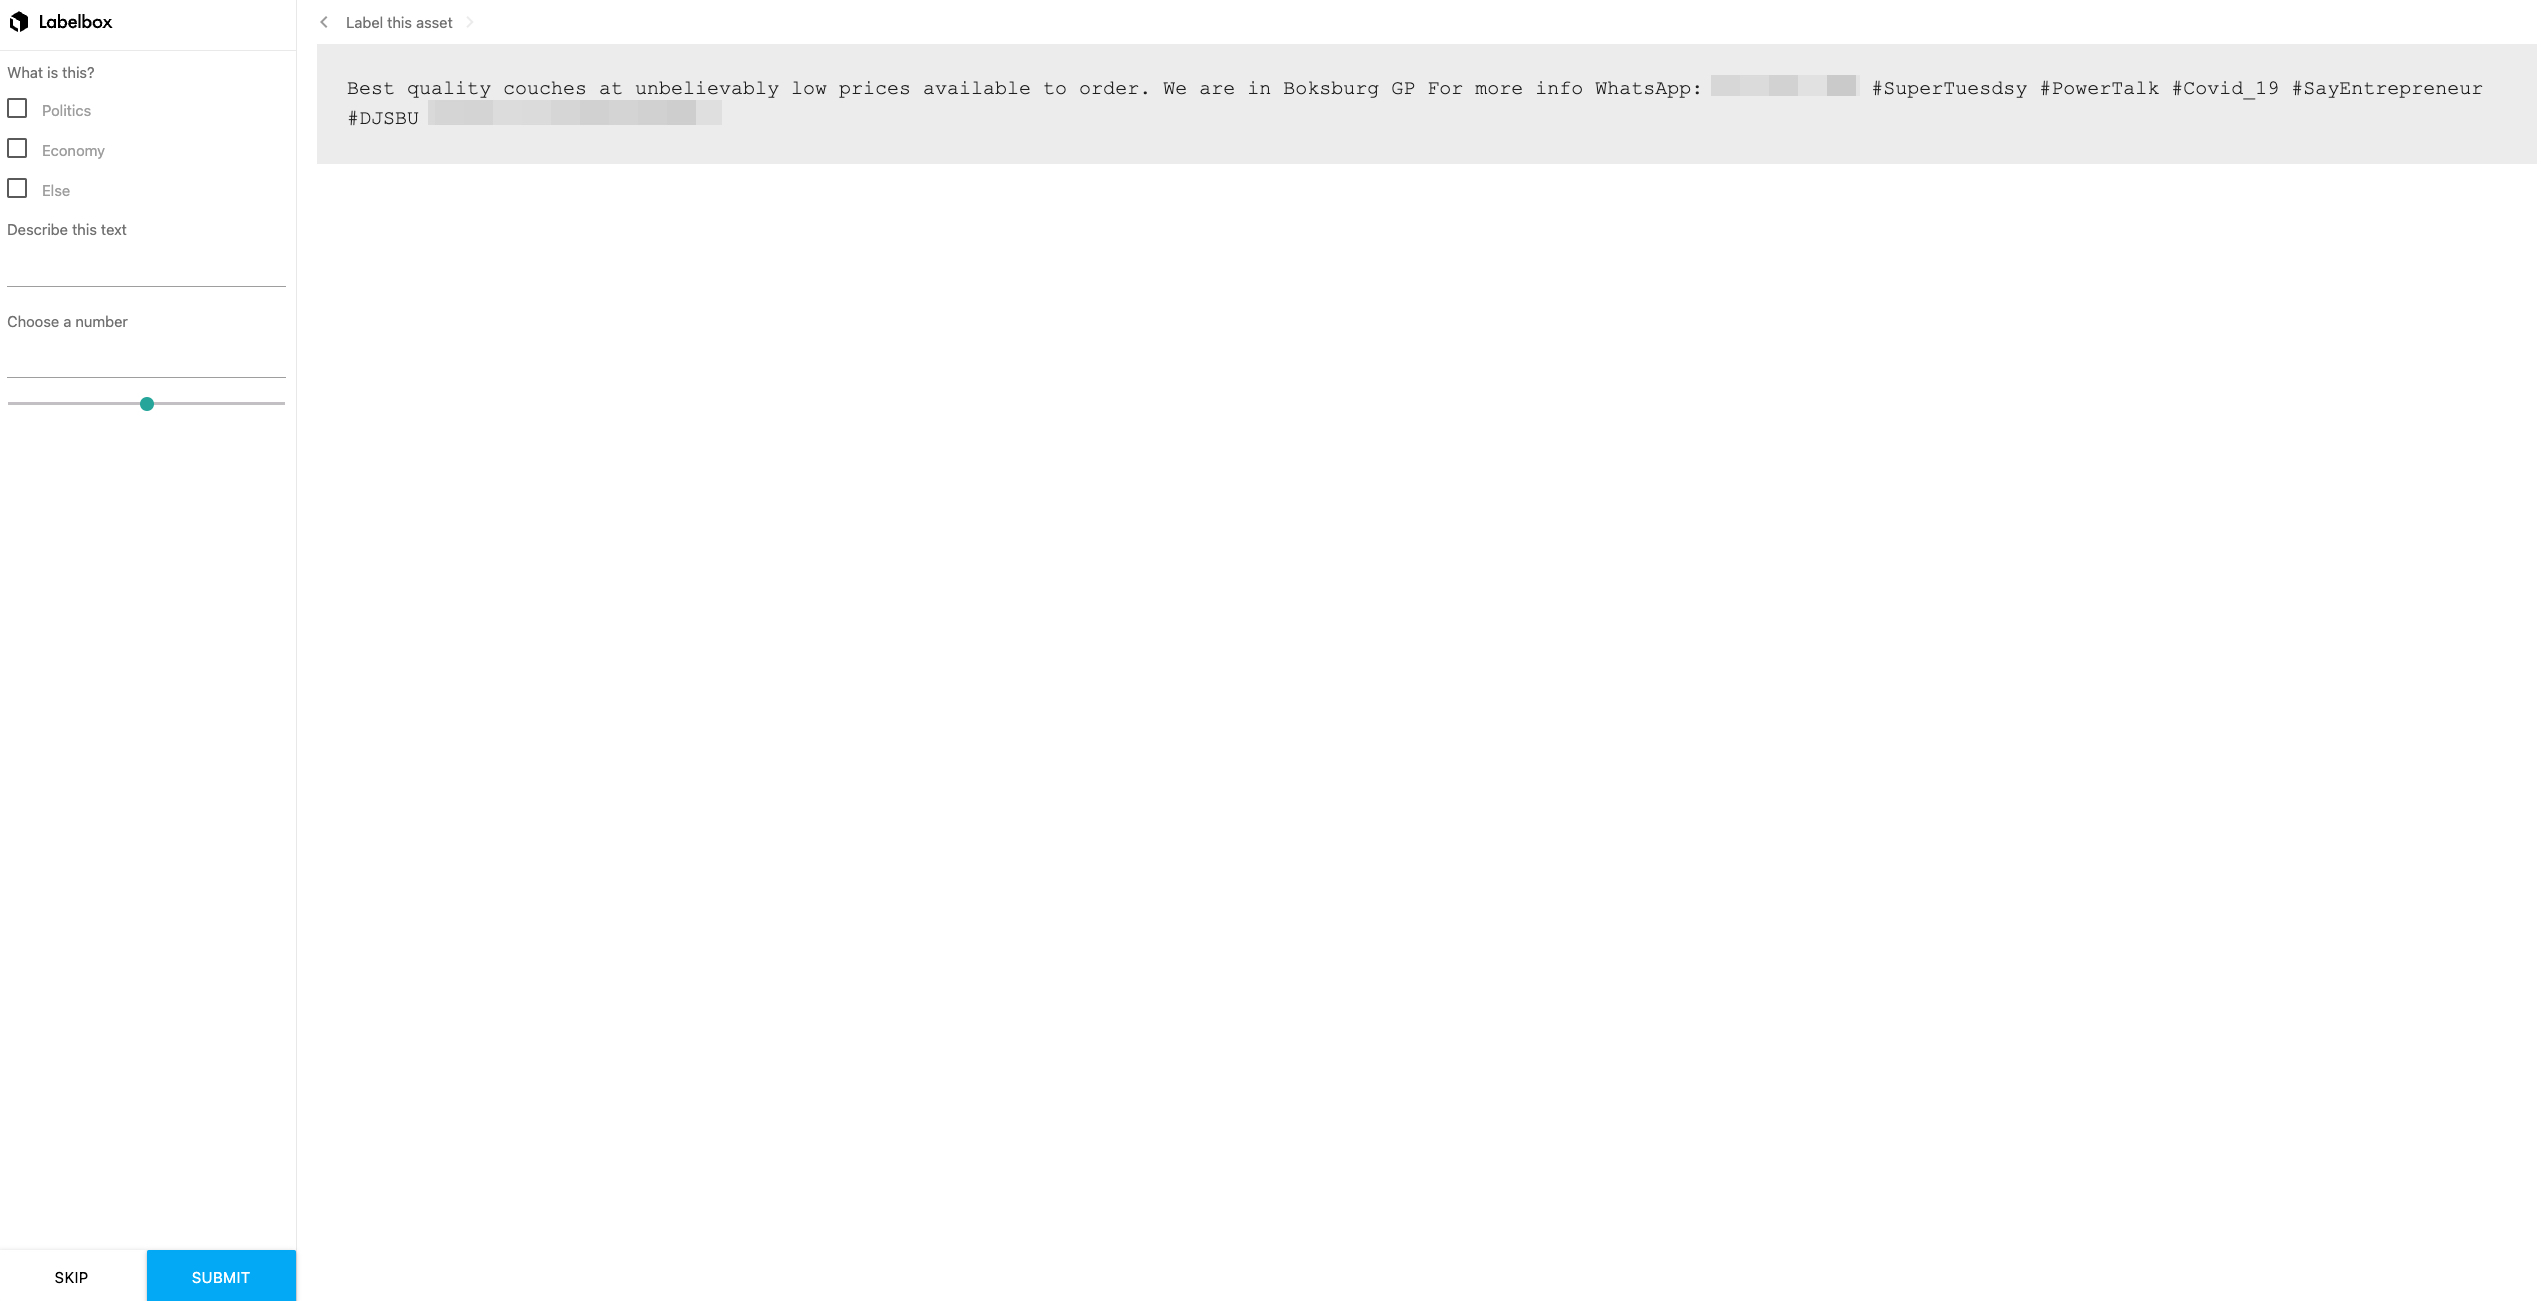 Labelbox
What is this?
Politics
Economy
Else
Describe this text
Choose a number
SKIP
SUBMIT
Label this asset
Best quality couches at unbelievably low prices available to order. We are in Boksburg GP For more info WhatsApp: #SuperTuesdsy #PowerTalk #Covid_19 #SayEntrepreneur
#DJSBU